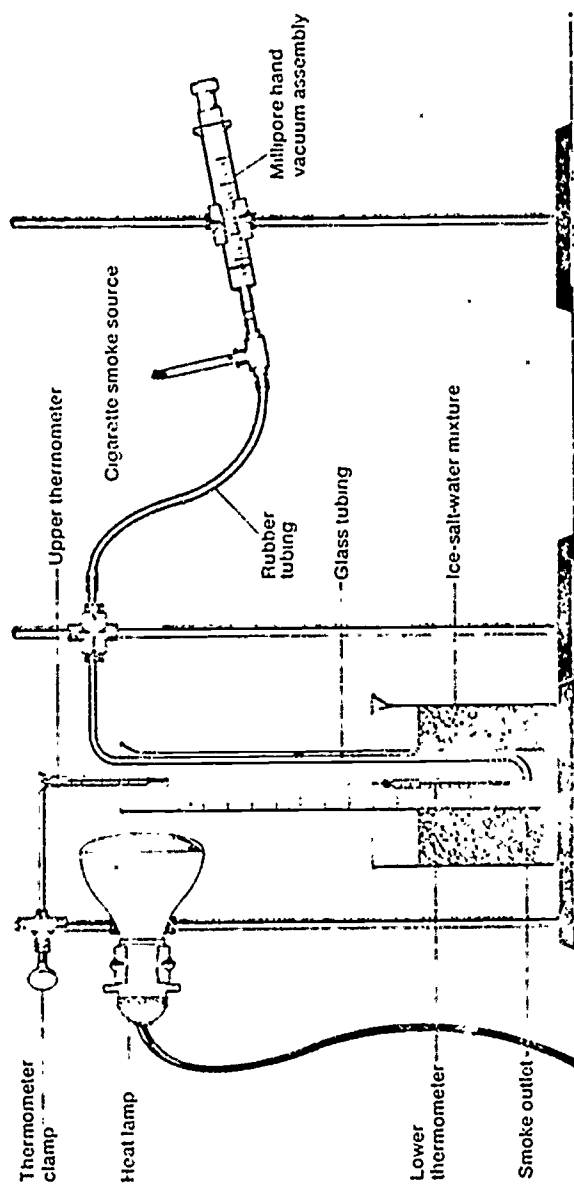 Thermometer
clamp
Heat lamp
Lower
thermometer
Smoke outlet
Upper thermometer
Cigarette smoke source
Rubber
tubing
Glass tubing
Ice-salt-water mixture
Millipore hand
vacuum assembly